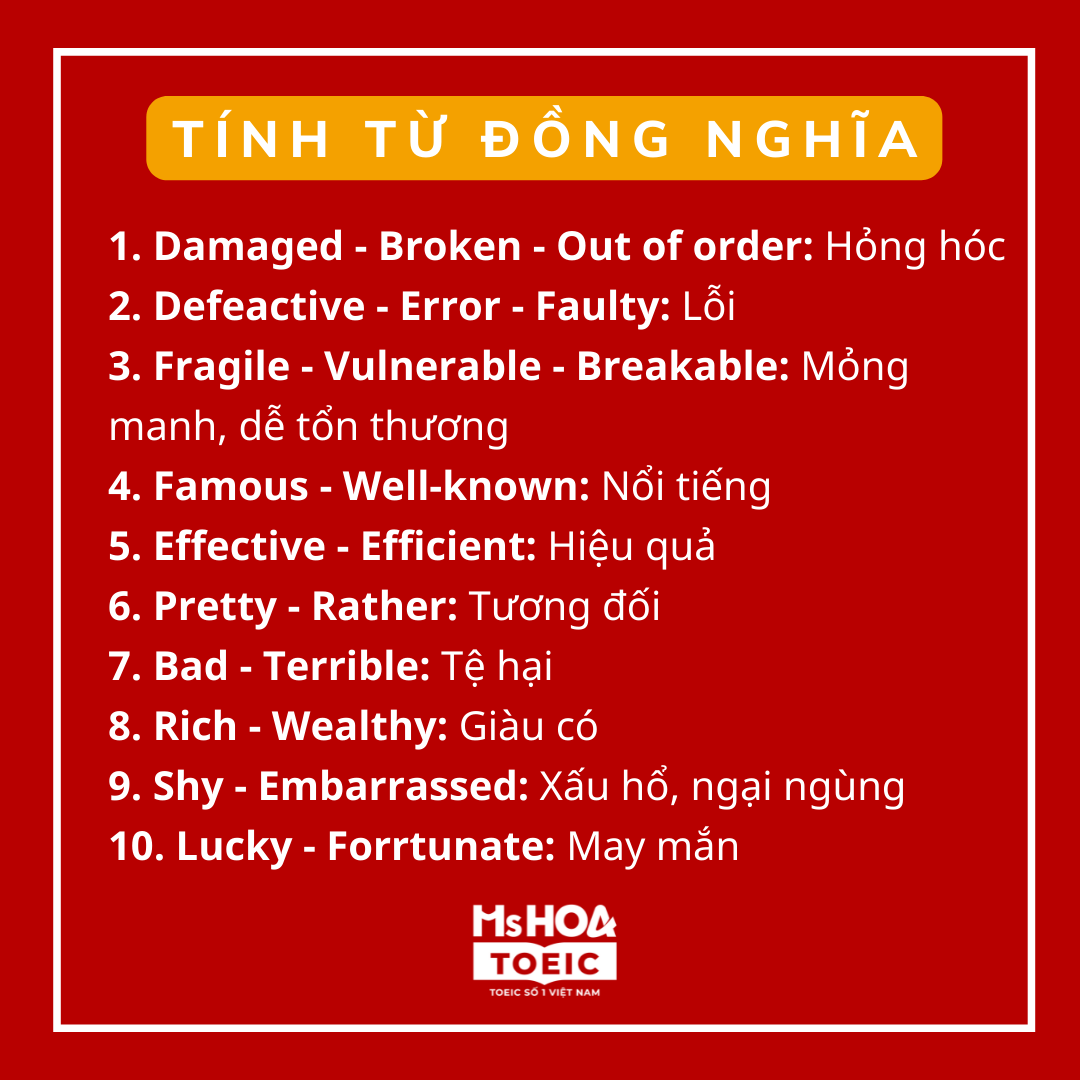 TÍNH TỪ ĐỒNG NGHĨA
1. Damaged - Broken - Out of order: Hỏng hóc
2. Defeactive - Error - Faulty: Lỗi
3. Fragile - Vulnerable - Breakable: Mỏng
manh, dễ tổn thương
4. Famous - Well-known: Nổi tiếng
5. Effective - Efficient: Hiệu quả
6. Pretty - Rather: Tương đối
7. Bad - Terrible: Tệ hại
8. Rich - Wealthy: Giàu có
9. Shy - Embarrassed: Xấu hổ, ngại ngùng
10. Lucky - Forrtunate: May mắn
MsHOA
TOEIC
TOEIC SỐ 1 VIỆT NAM